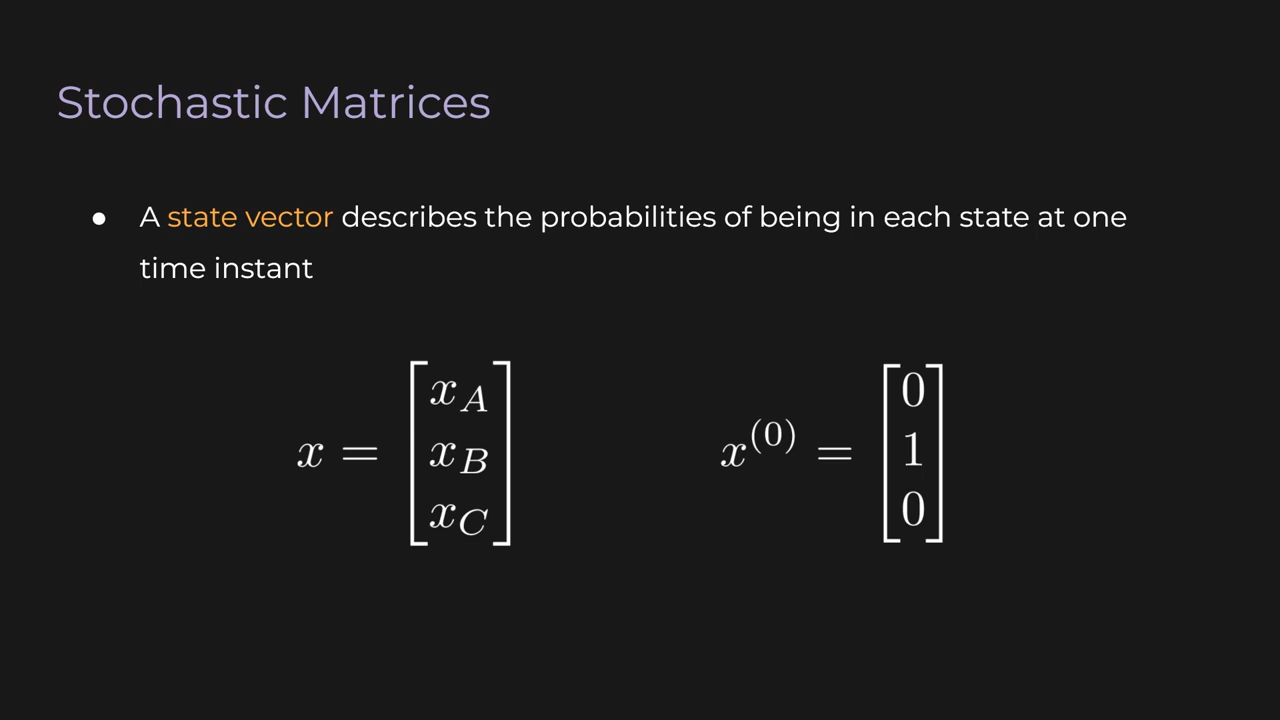 Stochastic Matrices
● A state vector describes the probabilities of being in each state at one
time instant
x = [x_A x_B x_C]
x^(0) = [0 1 0]